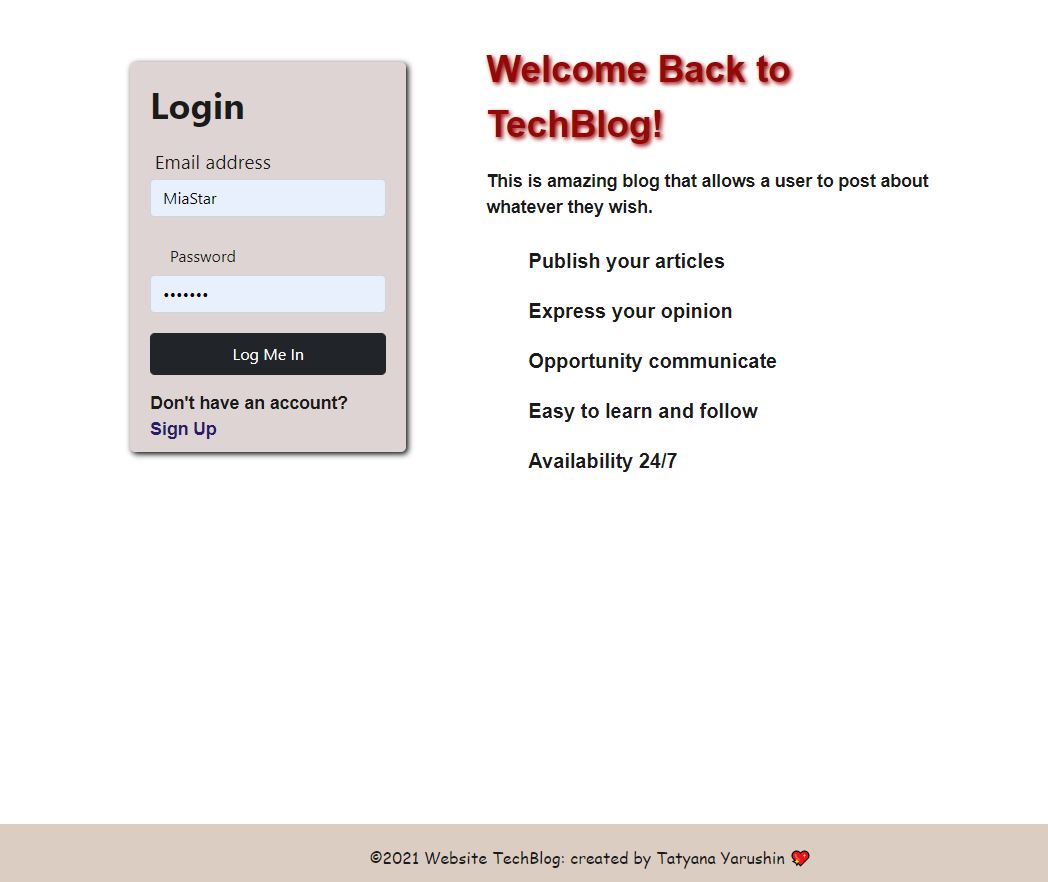 Login
Email address
MiaStar
Password
•••••••
Log Me In
Don't have an account?
Sign Up
Welcome Back to
TechBlog!
This is amazing blog that allows a user to post about
whatever they wish.
Publish your articles
Express your opinion
Opportunity communicate
Easy to learn and follow
Availability 24/7
©2021 Website TechBlog: created by Tatyana Yarushin 💖